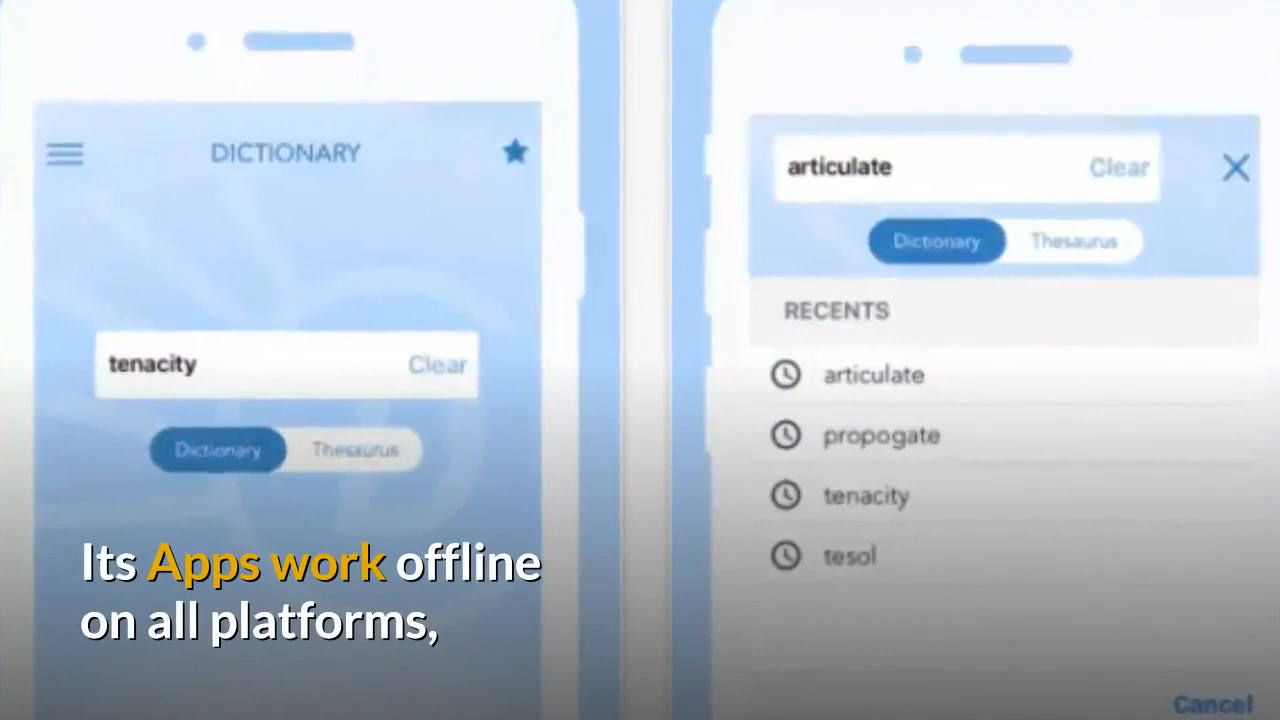 DICTIONARY
tenacity Clear
Dictionary Thesaurus
articulate Clear
Dictionary Thesaurus
RECENTS
articulate
propogate
tenacity
tesol
Cancel
Its Apps work offline
on all platforms,